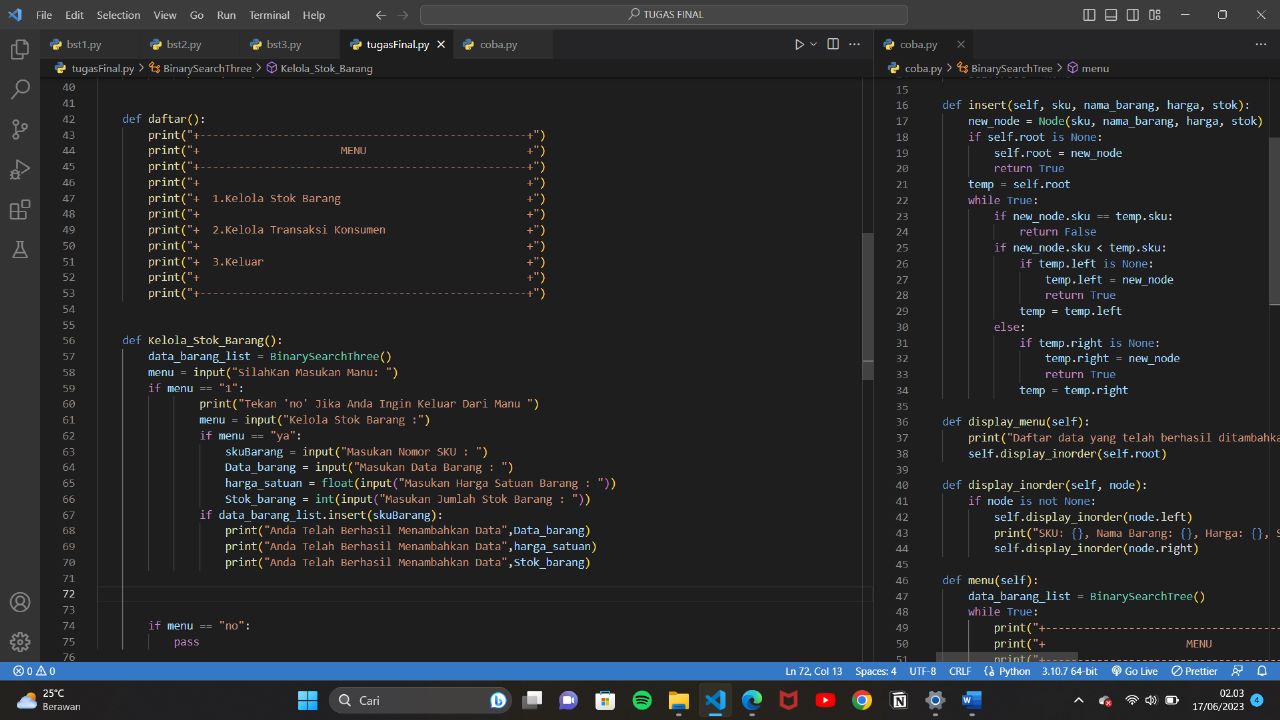 File Edit Selection View Go Run Terminal Help
TUGAS FINAL
bst1.py bst2.py bst3.py tugasFinal.py coba.py
tugasFinal.py > BinarySearchThree > Kelola_Stok_Barang
40
41
42 def daftar():
43 print("+---------------------------------------------------+")
44 print("+ MENU +")
45 print("+---------------------------------------------------+")
46 print("+ +")
47 print("+ 1.Kelola Stok Barang +")
48 print("+ +")
49 print("+ 2.Kelola Transaksi Konsumen +")
50 print("+ +")
51 print("+ 3.Keluar +")
52 print("+ +")
53 print("+---------------------------------------------------+")
54
55
56 def Kelola_Stok_Barang():
57 data_barang_list = BinarySearchThree()
58 menu = input("SilahKan Masukan Manu: ")
59 if menu == "1":
60 print("Tekan 'no' Jika Anda Ingin Keluar Dari Manu ")
61 menu = input("Kelola Stok Barang :")
62 if menu == "ya":
63 skuBarang = input("Masukan Nomor SKU : ")
64 Data_barang = input("Masukan Data Barang : ")
65 harga_satuan = float(input("Masukan Harga Satuan Barang : "))
66 Stok_barang = int(input("Masukan Jumlah Stok Barang : "))
67 if data_barang_list.insert(skuBarang):
68 print("Anda Telah Berhasil Menambahkan Data",Data_barang)
69 print("Anda Telah Berhasil Menambahkan Data",harga_satuan)
70 print("Anda Telah Berhasil Menambahkan Data",Stok_barang)
71
72
73
74 if menu == "no":
75 pass
76
coba.py
coba.py > BinarySearchTree > menu
15
16 def insert(self, sku, nama_barang, harga, stok):
17 new_node = Node(sku, nama_barang, harga, stok)
18 if self.root is None:
19 self.root = new_node
20 return True
21 temp = self.root
22 while True:
23 if new_node.sku == temp.sku:
24 return False
25 if new_node.sku < temp.sku:
26 if temp.left is None:
27 temp.left = new_node
28 return True
29 temp = temp.left
30 else:
31 if temp.right is None:
32 temp.right = new_node
33 return True
34 temp = temp.right
35
36 def display_menu(self):
37 print("Daftar data yang telah berhasil ditambahka
38 self.display_inorder(self.root)
39
40 def display_inorder(self, node):
41 if node is not None:
42 self.display_inorder(node.left)
43 print("SKU: {}, Nama Barang: {}, Harga: {}, S
44 self.display_inorder(node.right)
45
46 def menu(self):
47 data_barang_list = BinarySearchTree()
48 while True:
49 print("+-------------------------------------
50 print("+ MENU
51 print("+-------------------------------------
0 0 Ln 72, Col 13 Spaces: 4 UTF-8 CRLF Python 3.10.7 64-bit Go Live Prettier
25°C
Berawan
Cari
02.03
17/06/2023
4